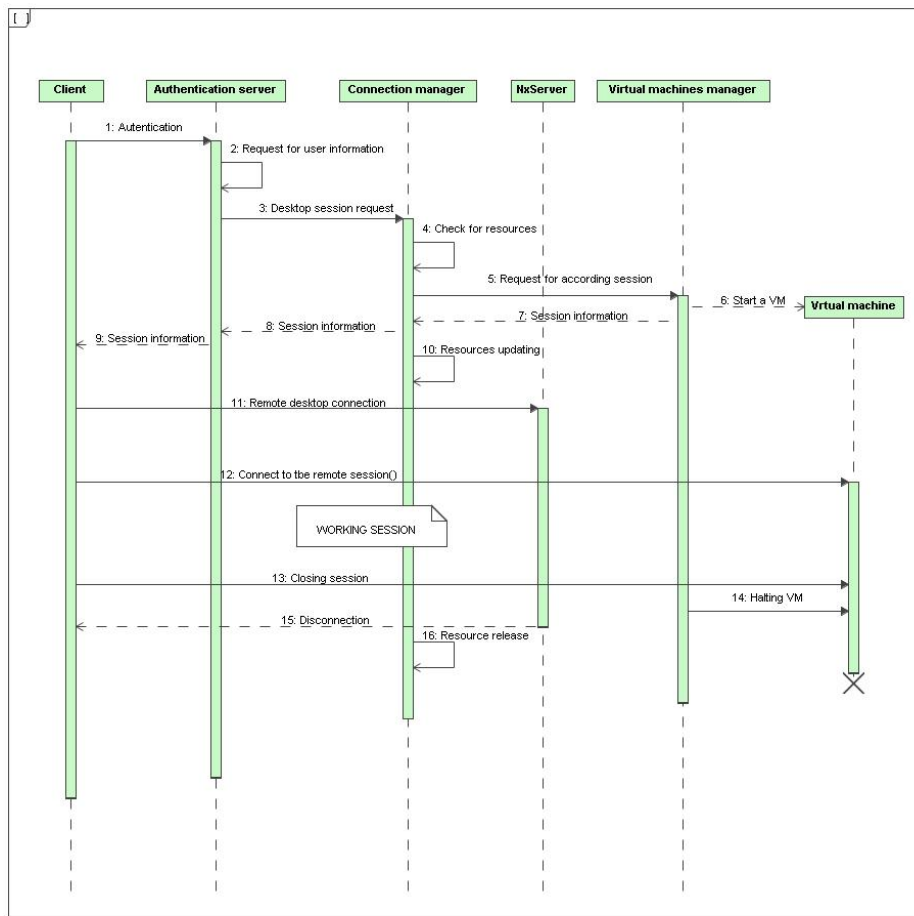 [ ]
Client
Authentication server
Connection manager
NxServer
Virtual machines manager
1: Autentication
2: Request for user information
3: Desktop session request
4: Check for resources
5: Request for according session
6: Start a VM
Vrtual machine
7: Session information
8: Session information
9: Session information
10: Resources updating
11: Remote desktop connection
12: Connect to tbe remote session()
WORKING SESSION
13: Closing session
14: Halting VM
15: Disconnection
16: Resource release